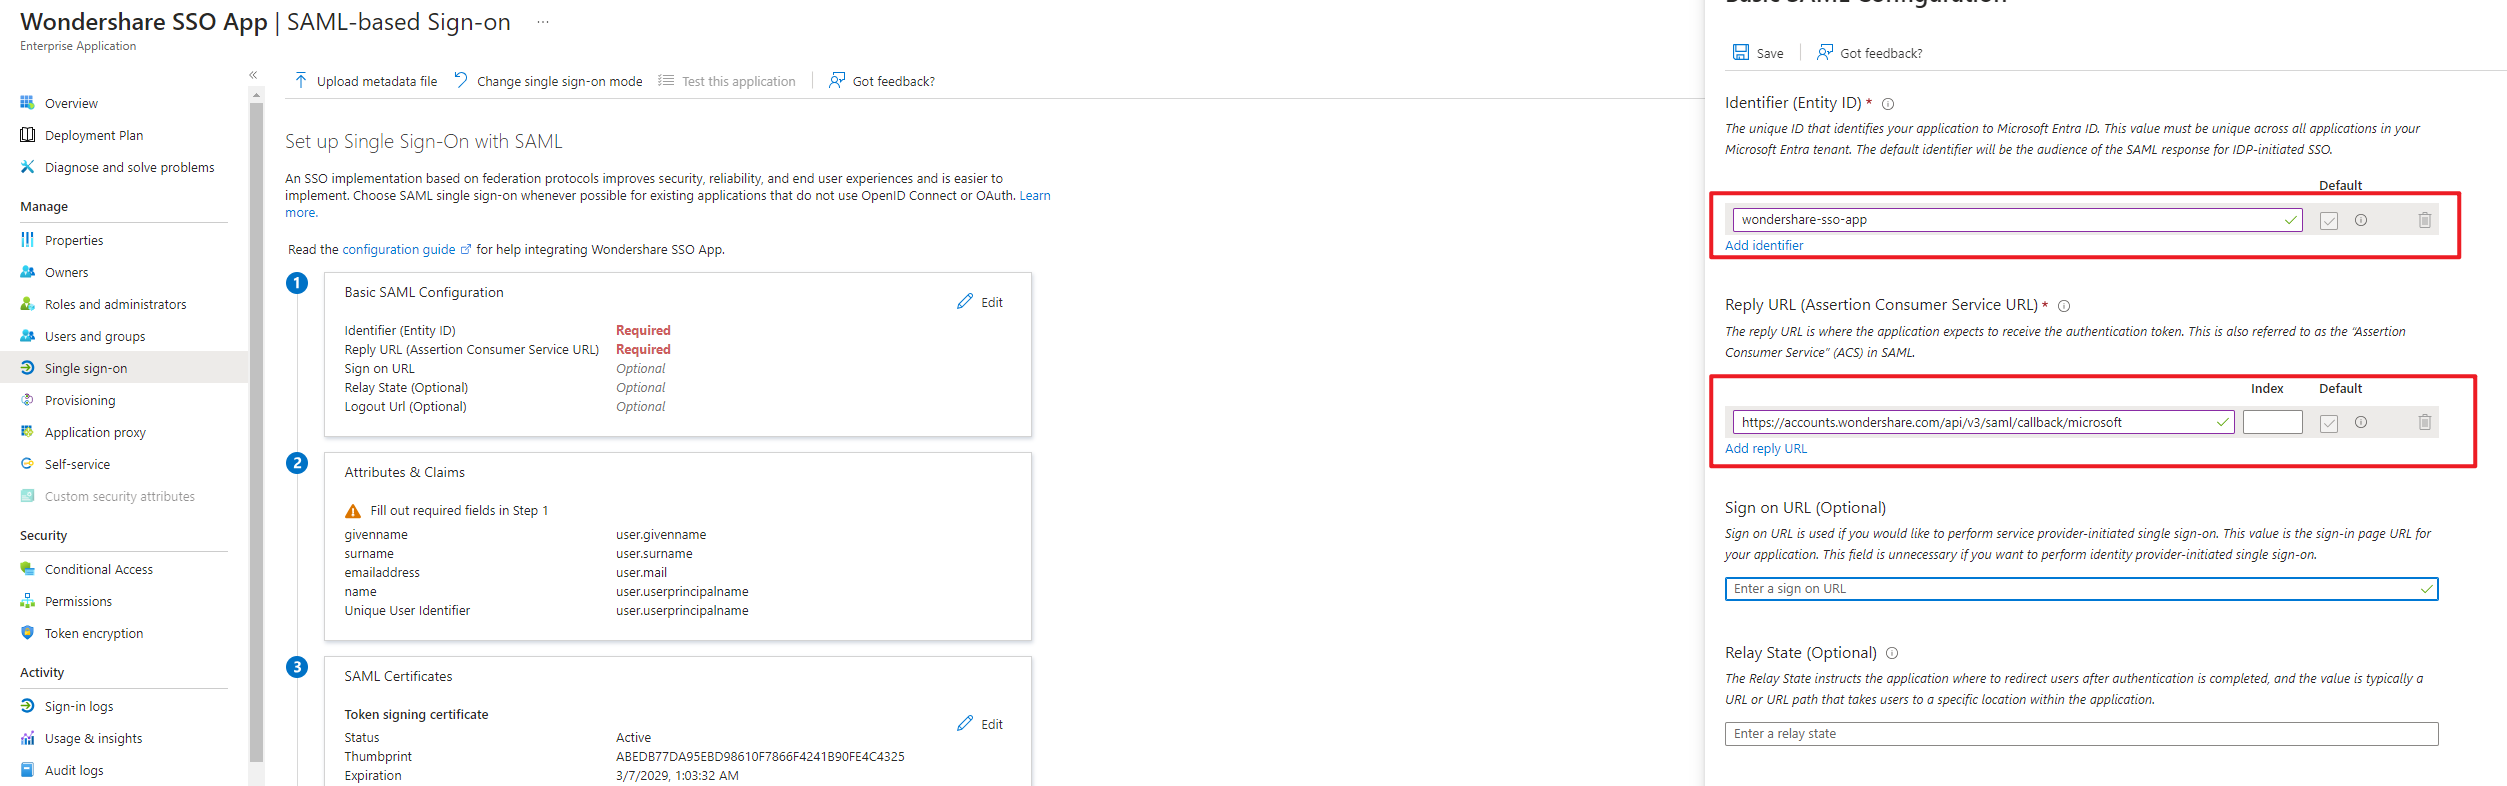 Wondershare SSO App | SAML-based Sign-on ...
Enterprise Application
«
Overview
Deployment Plan
Diagnose and solve problems
Manage
Properties
Owners
Roles and administrators
Users and groups
Single sign-on
Provisioning
Application proxy
Self-service
Custom security attributes
Security
Conditional Access
Permissions
Token encryption
Activity
Sign-in logs
Usage & insights
Audit logs
Upload metadata file
Change single sign-on mode
Test this application
Got feedback?
Set up Single Sign-On with SAML
An SSO implementation based on federation protocols improves security, reliability, and end user experiences and is easier to
implement. Choose SAML single sign-on whenever possible for existing applications that do not use OpenID Connect or OAuth. Learn
more.
Read the configuration guide for help integrating Wondershare SSO App.
1
Basic SAML Configuration
Edit
Identifier (Entity ID) Required
Reply URL (Assertion Consumer Service URL) Required
Sign on URL Optional
Relay State (Optional) Optional
Logout Url (Optional) Optional
2
Attributes & Claims
Fill out required fields in Step 1
givenname user.givenname
surname user.surname
emailaddress user.mail
name user.userprincipalname
Unique User Identifier user.userprincipalname
3
SAML Certificates
Token signing certificate
Edit
Status Active
Thumbprint ABEDB77DA95EBD98610F7866F4241B90FE4C4325
Expiration 3/7/2029, 1:03:32 AM
Basic SAML Configuration
Save
Got feedback?
Identifier (Entity ID) *
The unique ID that identifies your application to Microsoft Entra ID. This value must be unique across all applications in your
Microsoft Entra tenant. The default identifier will be the audience of the SAML response for IDP-initiated SSO.
Default
wondershare-sso-app
Add identifier
Reply URL (Assertion Consumer Service URL) *
The reply URL is where the application expects to receive the authentication token. This is also referred to as the “Assertion
Consumer Service” (ACS) in SAML.
Index Default
https://accounts.wondershare.com/api/v3/saml/callback/microsoft
Add reply URL
Sign on URL (Optional)
Sign on URL is used if you would like to perform service provider-initiated single sign-on. This value is the sign-in page URL for
your application. This field is unnecessary if you want to perform identity provider-initiated single sign-on.
Enter a sign on URL
Relay State (Optional)
The Relay State instructs the application where to redirect users after authentication is completed, and the value is typically a
URL or URL path that takes users to a specific location within the application.
Enter a relay state